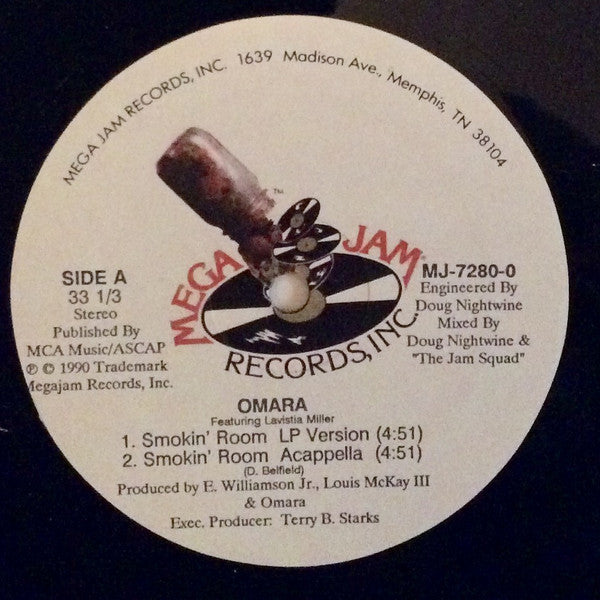 MEGA JAM RECORDS, INC. 1639 Madison Ave., Memphis, TN 38104
™
MEGA JAM
RECORDS, INC.
SIDE A
33 1/3
Stereo
Published By
MCA Music/ASCAP
℗ © 1990 Trademark
Megajam Records, Inc.
MJ-7280-0
Engineered By
Doug Nightwine
Mixed By
Doug Nightwine &
"The Jam Squad"
OMARA
Featuring Lavistia Miller
1. Smokin' Room LP Version (4:51)
2. Smokin' Room Acappella (4:51)
(D. Belfield)
Produced by E. Williamson Jr., Louis McKay III
& Omara
Exec. Producer: Terry B. Starks